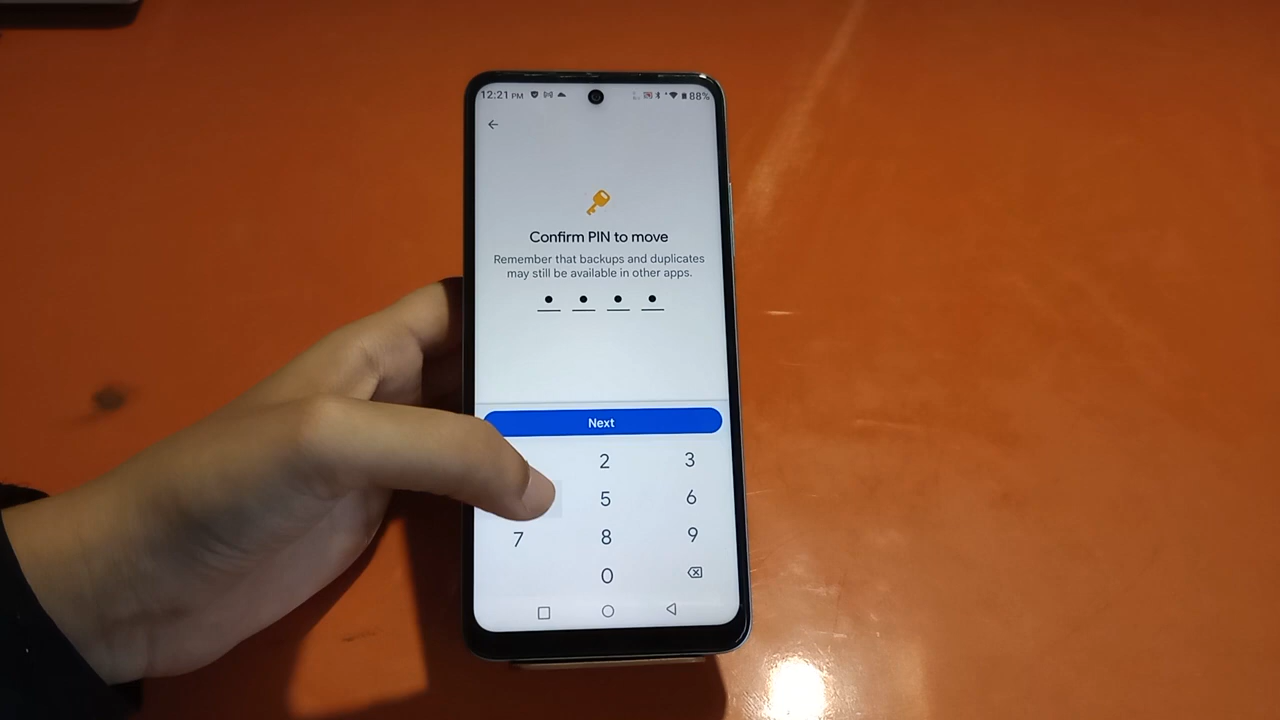 12:21 PM 88%
Confirm PIN to move
Remember that backups and duplicates
may still be available in other apps.
Next
2 3
5 6
7 8 9
0